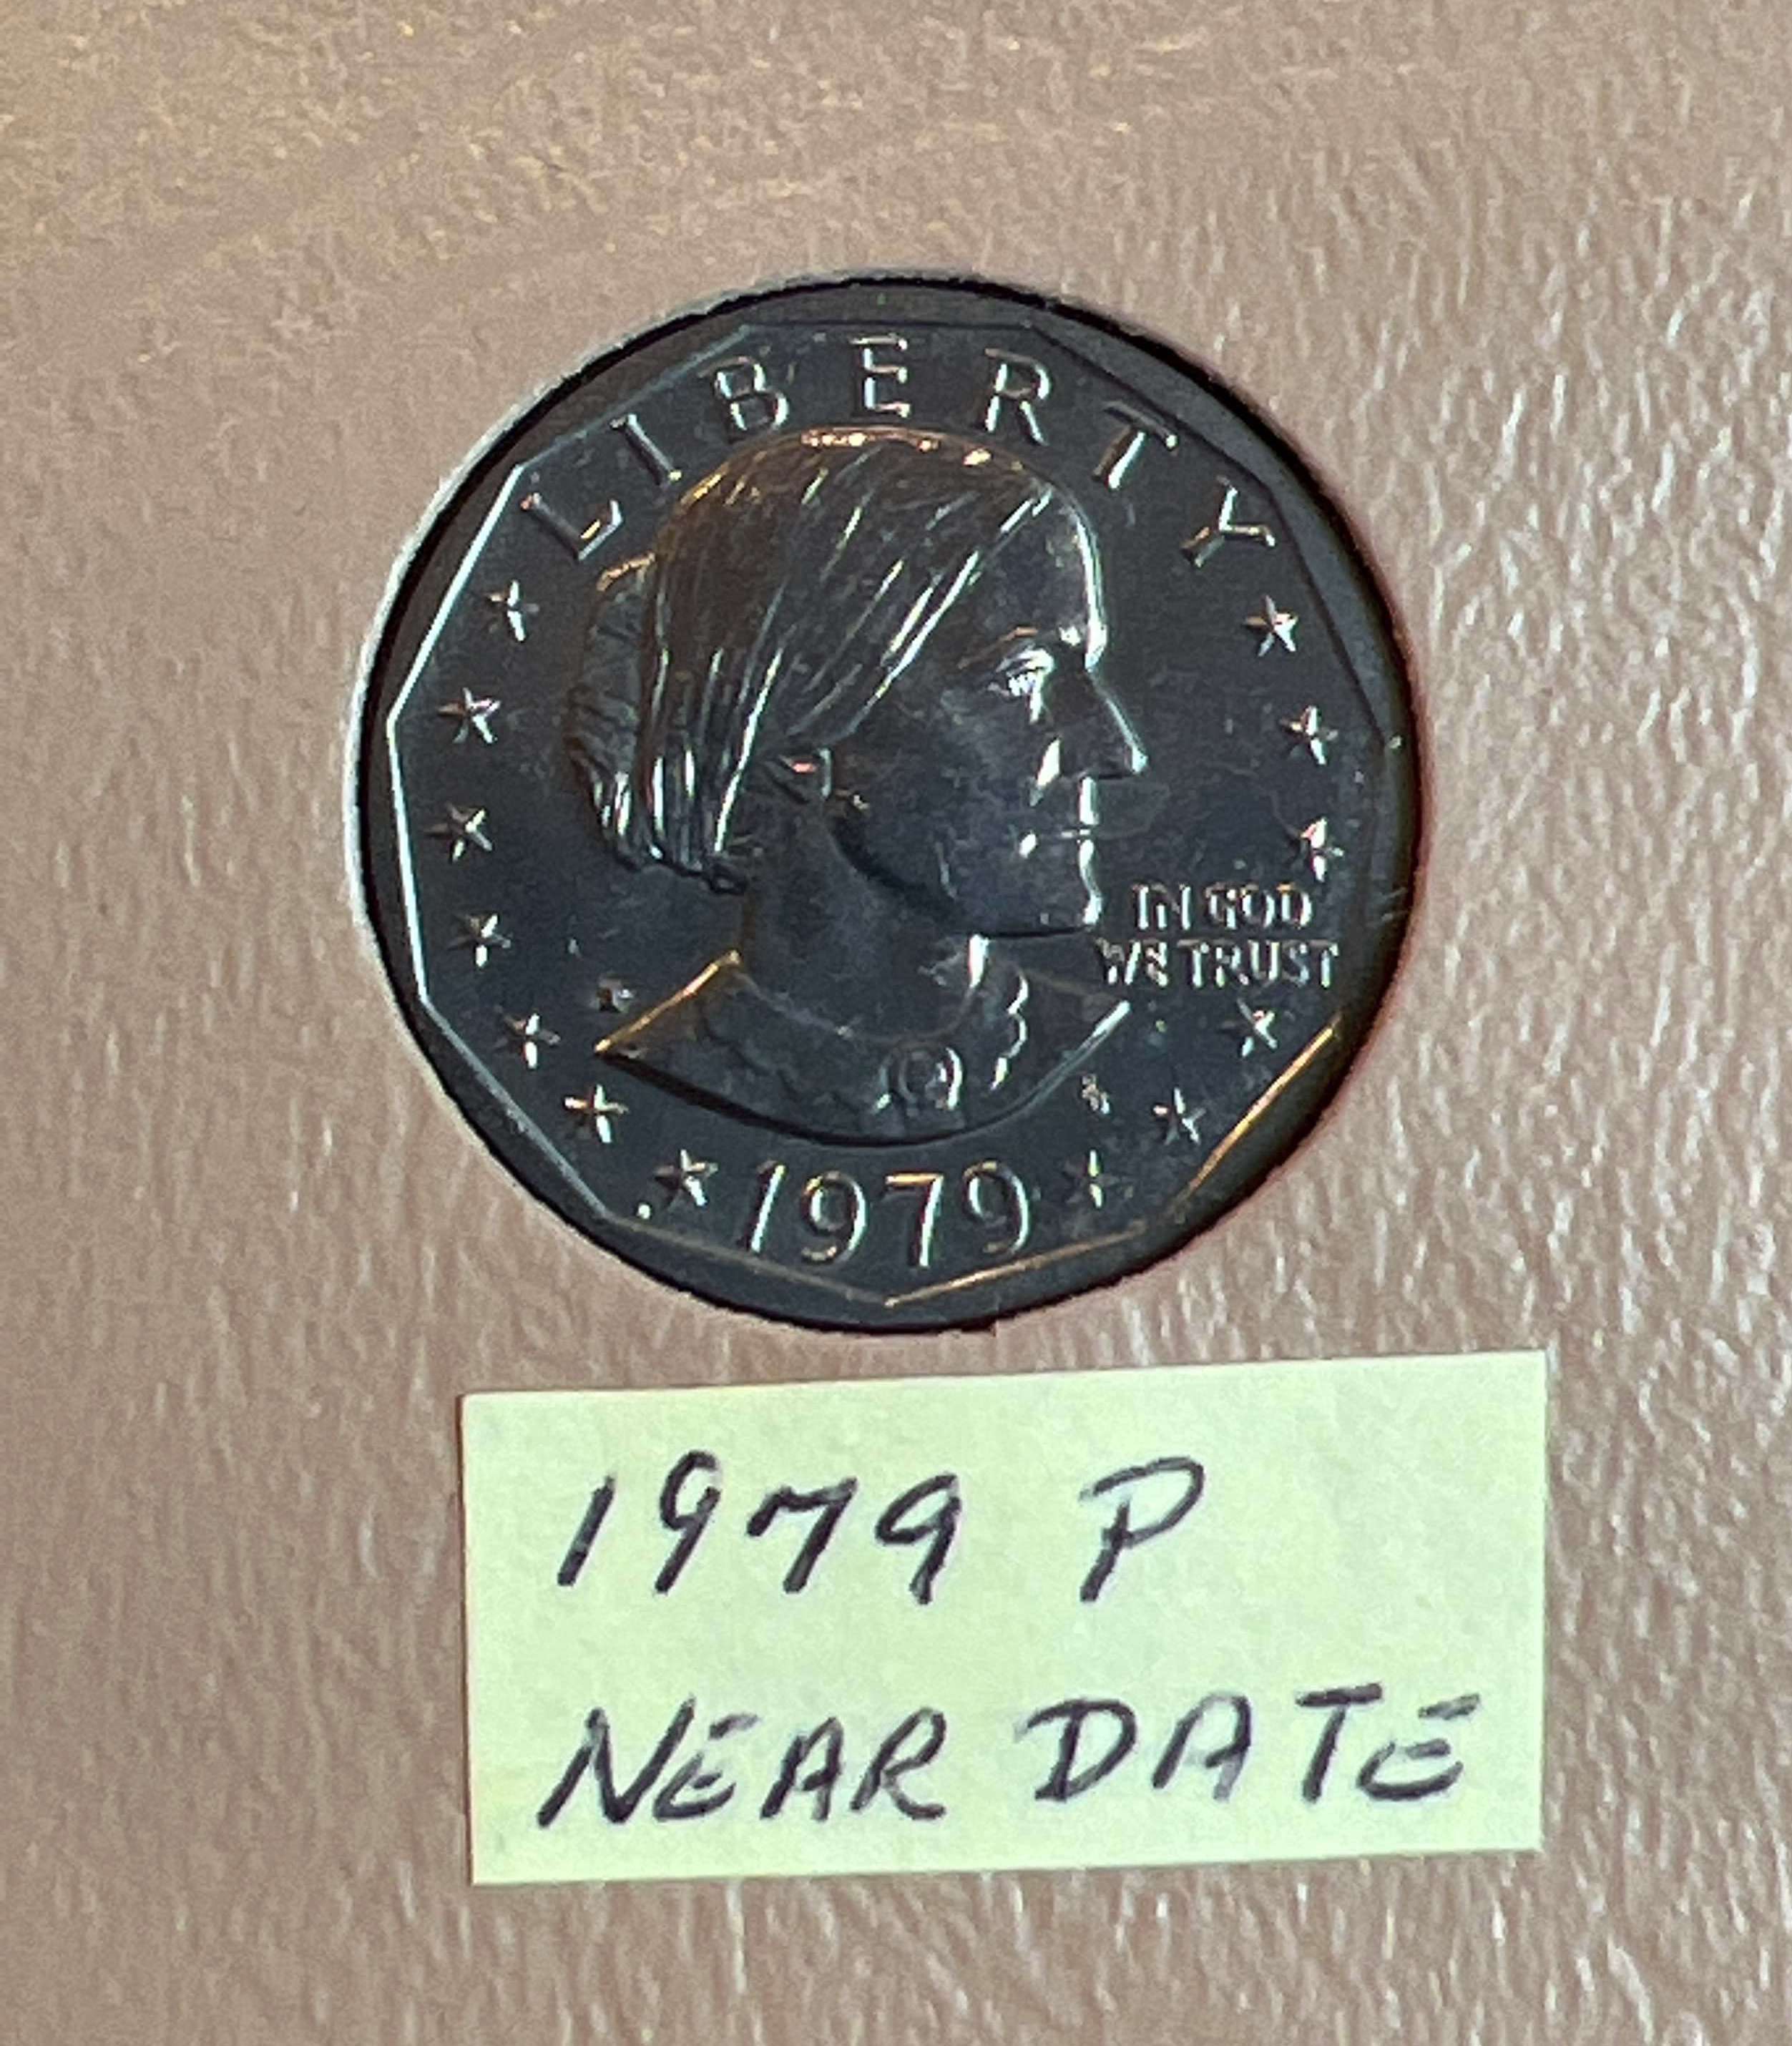 LIBERTY
IN GOD
WE TRUST
1979
1979 P
NEAR DATE